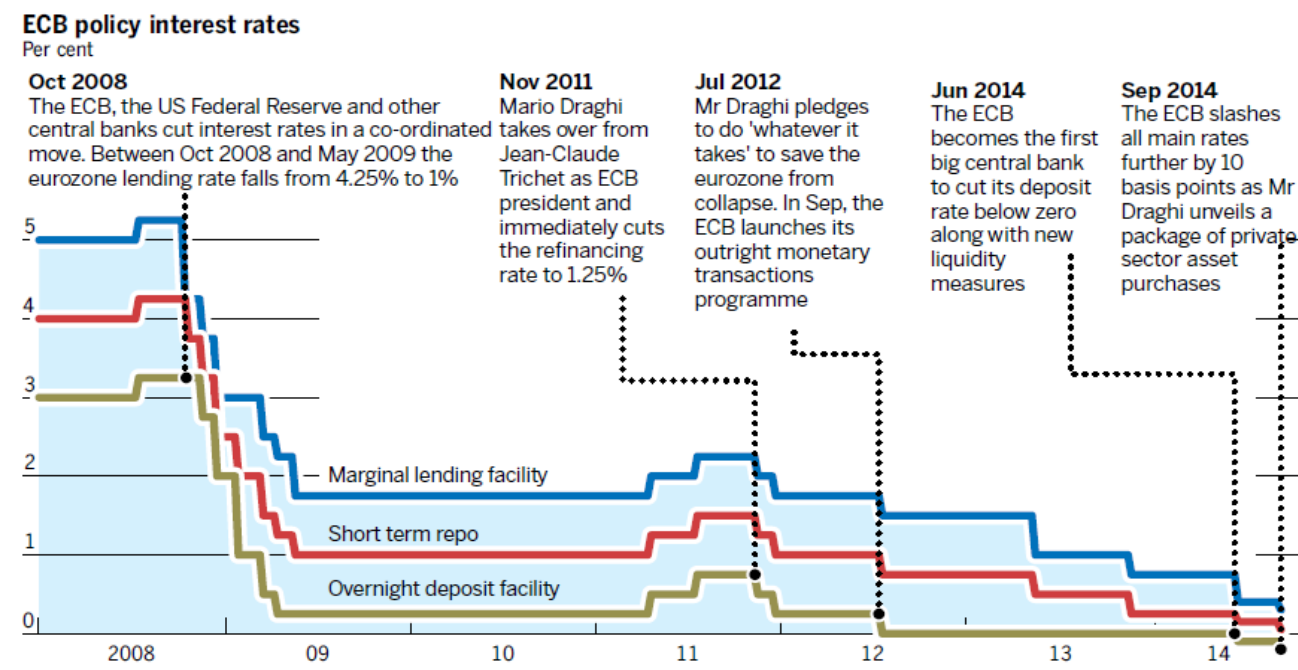 ECB policy interest rates
Per cent
Oct 2008
The ECB, the US Federal Reserve and other
central banks cut interest rates in a co-ordinated
move. Between Oct 2008 and May 2009 the
eurozone lending rate falls from 4.25% to 1%
Nov 2011
Mario Draghi
takes over from
Jean-Claude
Trichet as ECB
president and
immediately cuts
the refinancing
rate to 1.25%
Jul 2012
Mr Draghi pledges
to do 'whatever it
takes' to save the
eurozone from
collapse. In Sep, the
ECB launches its
outright monetary
transactions
programme
Jun 2014
The ECB
becomes the first
big central bank
to cut its deposit
rate below zero
along with new
liquidity
measures
Sep 2014
The ECB slashes
all main rates
further by 10
basis points as Mr
Draghi unveils a
package of private
sector asset
purchases
5
4
3
2
1
0
Marginal lending facility
Short term repo
Overnight deposit facility
2008 09 10 11 12 13 14